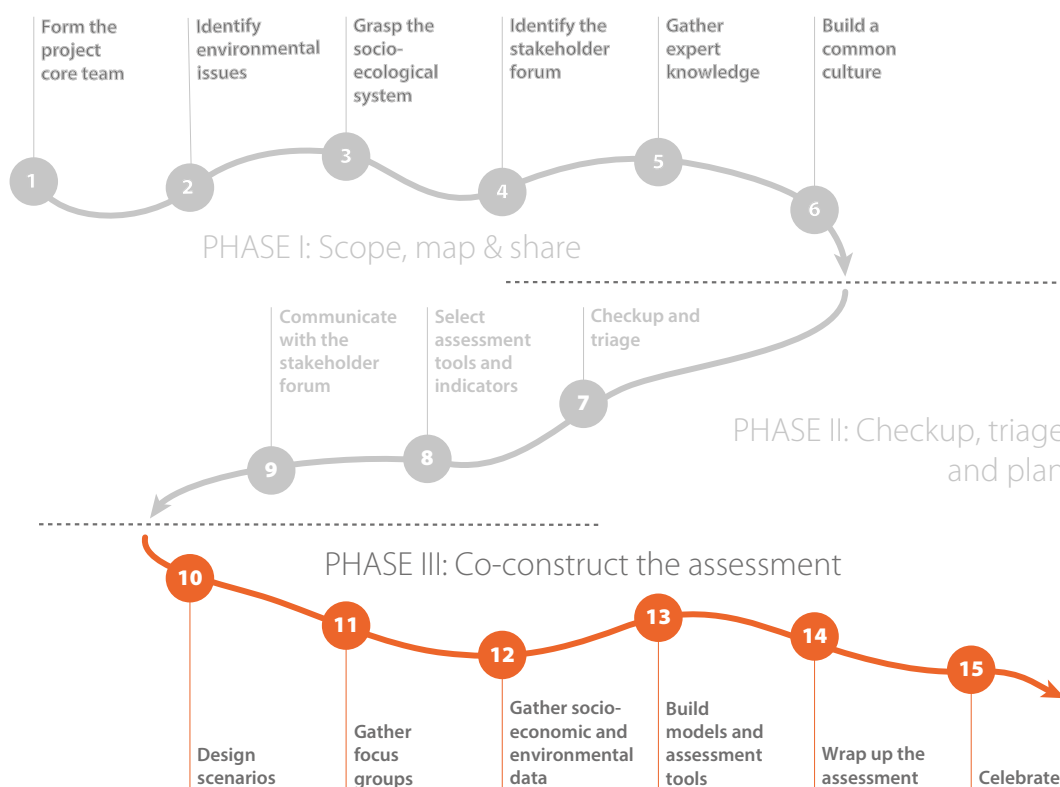 Form the
project
core team
Identify
environmental
issues
Grasp the
socio-
ecological
system
Identify the
stakeholder
forum
Gather
expert
knowledge
Build a
common
culture
1
2
3
4
5
6
PHASE I: Scope, map & share
Communicate
with the
stakeholder
forum
Select
assessment
tools and
indicators
Checkup and
triage
7
8
9
PHASE II: Checkup, triage
and plan
PHASE III: Co-construct the assessment
10
11
12
13
14
15
Design
scenarios
Gather
focus
groups
Gather socio-
economic and
environmental
data
Build
models and
assessment
tools
Wrap up the
assessment
Celebrate